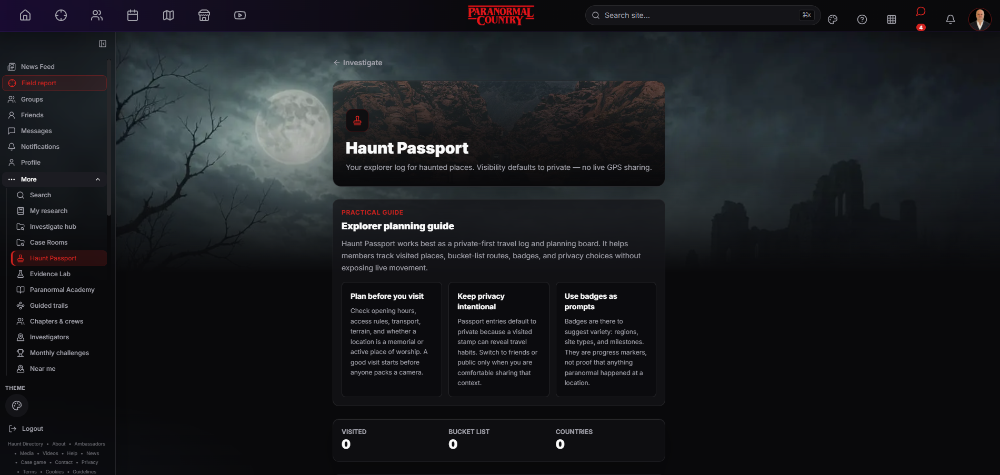 PARANORMAL
COUNTRY
Search site...
⌘K
4
News Feed
Field report
Groups
Friends
Messages
Notifications
Profile
More
Search
My research
Investigate hub
Case Rooms
Haunt Passport
Evidence Lab
Paranormal Academy
Guided trails
Chapters & crews
Investigators
Monthly challenges
Near me
THEME
Logout
Haunt Directory • About • Ambassadors
• Media • Videos • Help • News
• Case game • Contact • Privacy
• Terms • Cookies • Guidelines
← Investigate
Haunt Passport
Your explorer log for haunted places. Visibility defaults to private — no live GPS sharing.
PRACTICAL GUIDE
Explorer planning guide
Haunt Passport works best as a private-first travel log and planning board. It helps
members track visited places, bucket-list routes, badges, and privacy choices without
exposing live movement.
Plan before you visit
Check opening hours,
access rules, transport,
terrain, and whether a
location is a memorial or
active place of worship. A
good visit starts before
anyone packs a camera.
Keep privacy
intentional
Passport entries default to
private because a visited
stamp can reveal travel
habits. Switch to friends or
public only when you are
comfortable sharing that
context.
Use badges as
prompts
Badges are there to
suggest variety: regions,
site types, and milestones.
They are progress markers,
not proof that anything
paranormal happened at a
location.
VISITED
0
BUCKET LIST
0
COUNTRIES
0